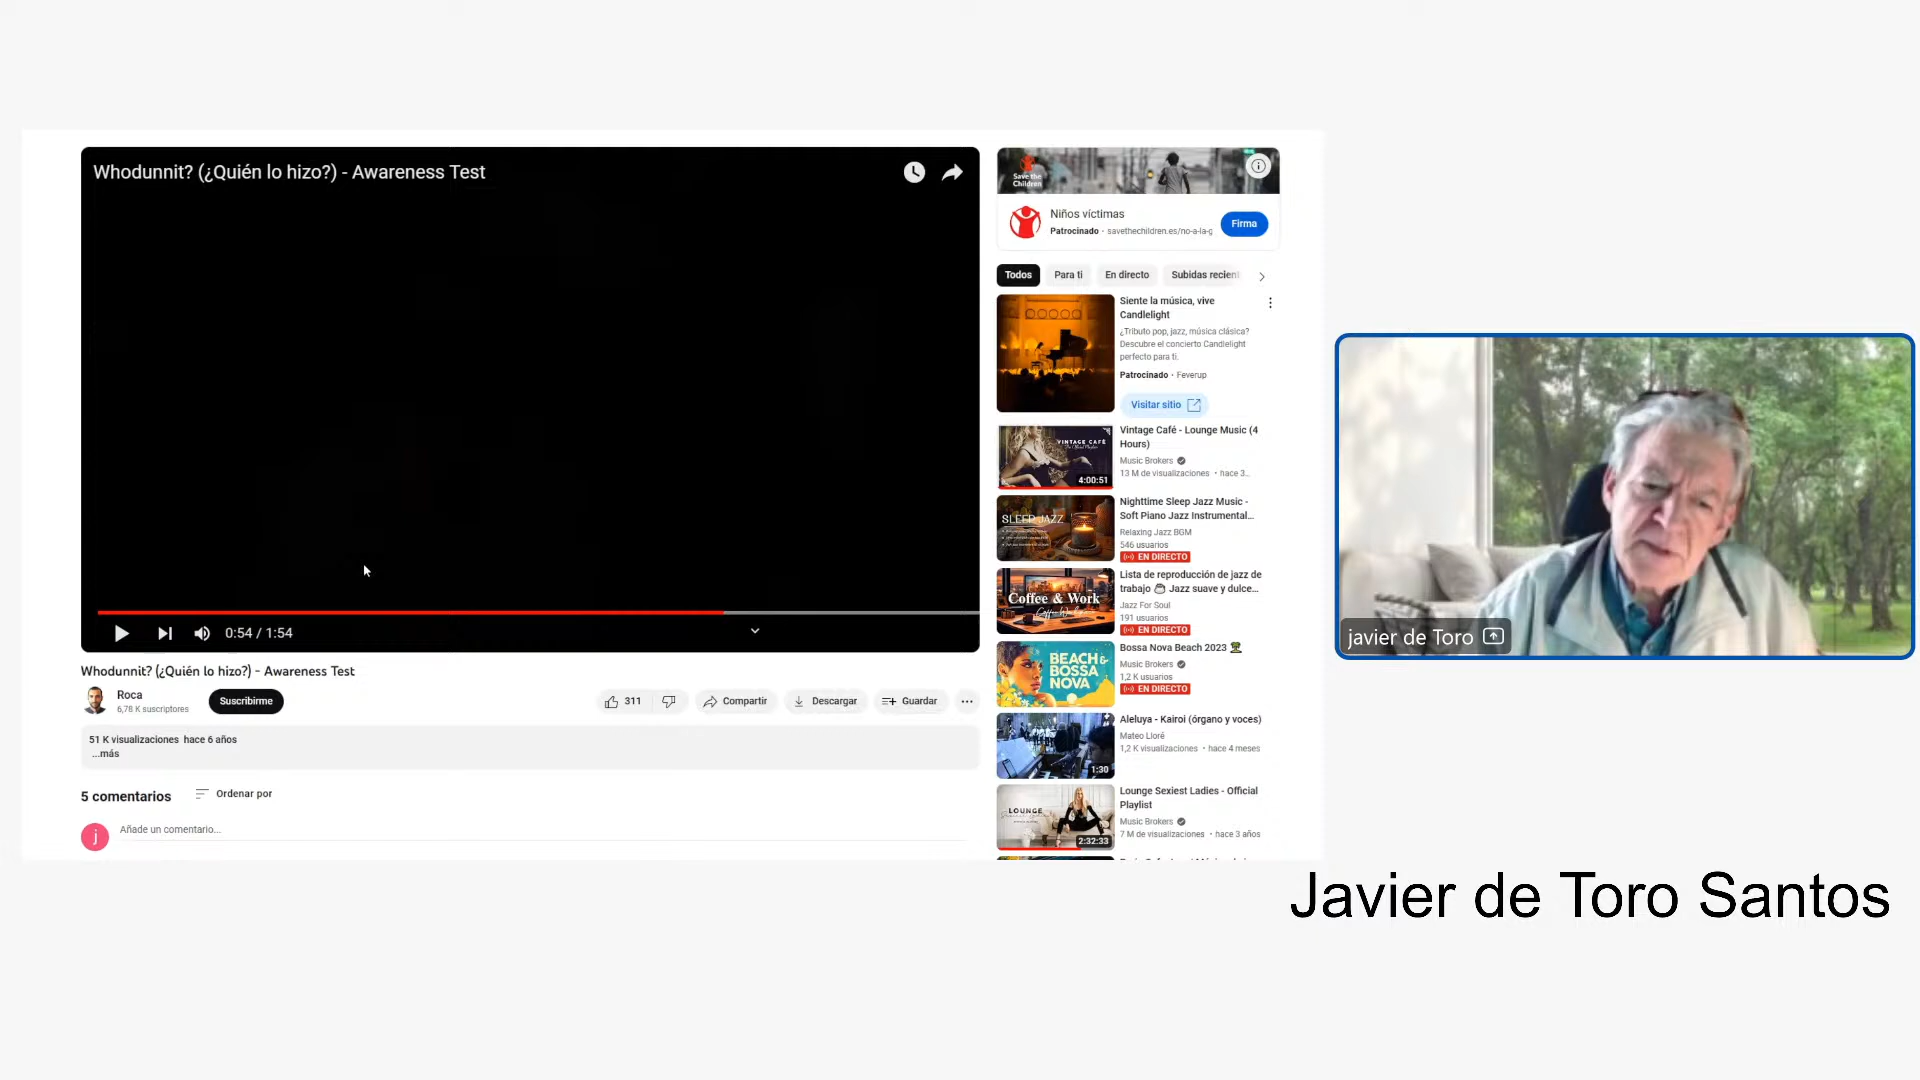 Whodunnit? (¿Quién lo hizo?) - Awareness Test
0:54 / 1:54
Whodunnit? (¿Quién lo hizo?) - Awareness Test
Roca
6,78 K suscriptores
Suscribirme
311
Compartir
Descargar
Guardar
51 K visualizaciones hace 6 años
...más
5 comentarios
Ordenar por
j
Añade un comentario...
Save the
Children
Niños víctimas
Patrocinado · savethechildren.es/no-a-la-g
Firma
Todos
Para ti
En directo
Subidas recien
Siente la música, vive
Candlelight
¿Tributo pop, jazz, música clásica?
Descubre el concierto Candlelight
perfecto para ti.
Patrocinado · Feverup
Visitar sitio
VINTAGE CAFÉ
4:00:51
Vintage Café - Lounge Music (4
Hours)
Music Brokers
13 M de visualizaciones · hace 3...
SLEEP JAZZ
Nighttime Sleep Jazz Music -
Soft Piano Jazz Instrumental...
Relaxing Jazz BGM
546 usuarios
EN DIRECTO
Coffee & Work
Lista de reproducción de jazz de
trabajo ☕ Jazz suave y dulce...
Jazz For Soul
191 usuarios
EN DIRECTO
BEACH &
BOSSA
NOVA
Bossa Nova Beach 2023 🏝
Music Brokers
1,2 K usuarios
EN DIRECTO
1:30
Aleluya - Kairoi (órgano y voces)
Mateo Lloré
1,2 K visualizaciones · hace 4 meses
LOUNGE
2:32:33
Lounge Sexiest Ladies - Official
Playlist
Music Brokers
7 M de visualizaciones · hace 3 años
javier de Toro
Javier de Toro Santos